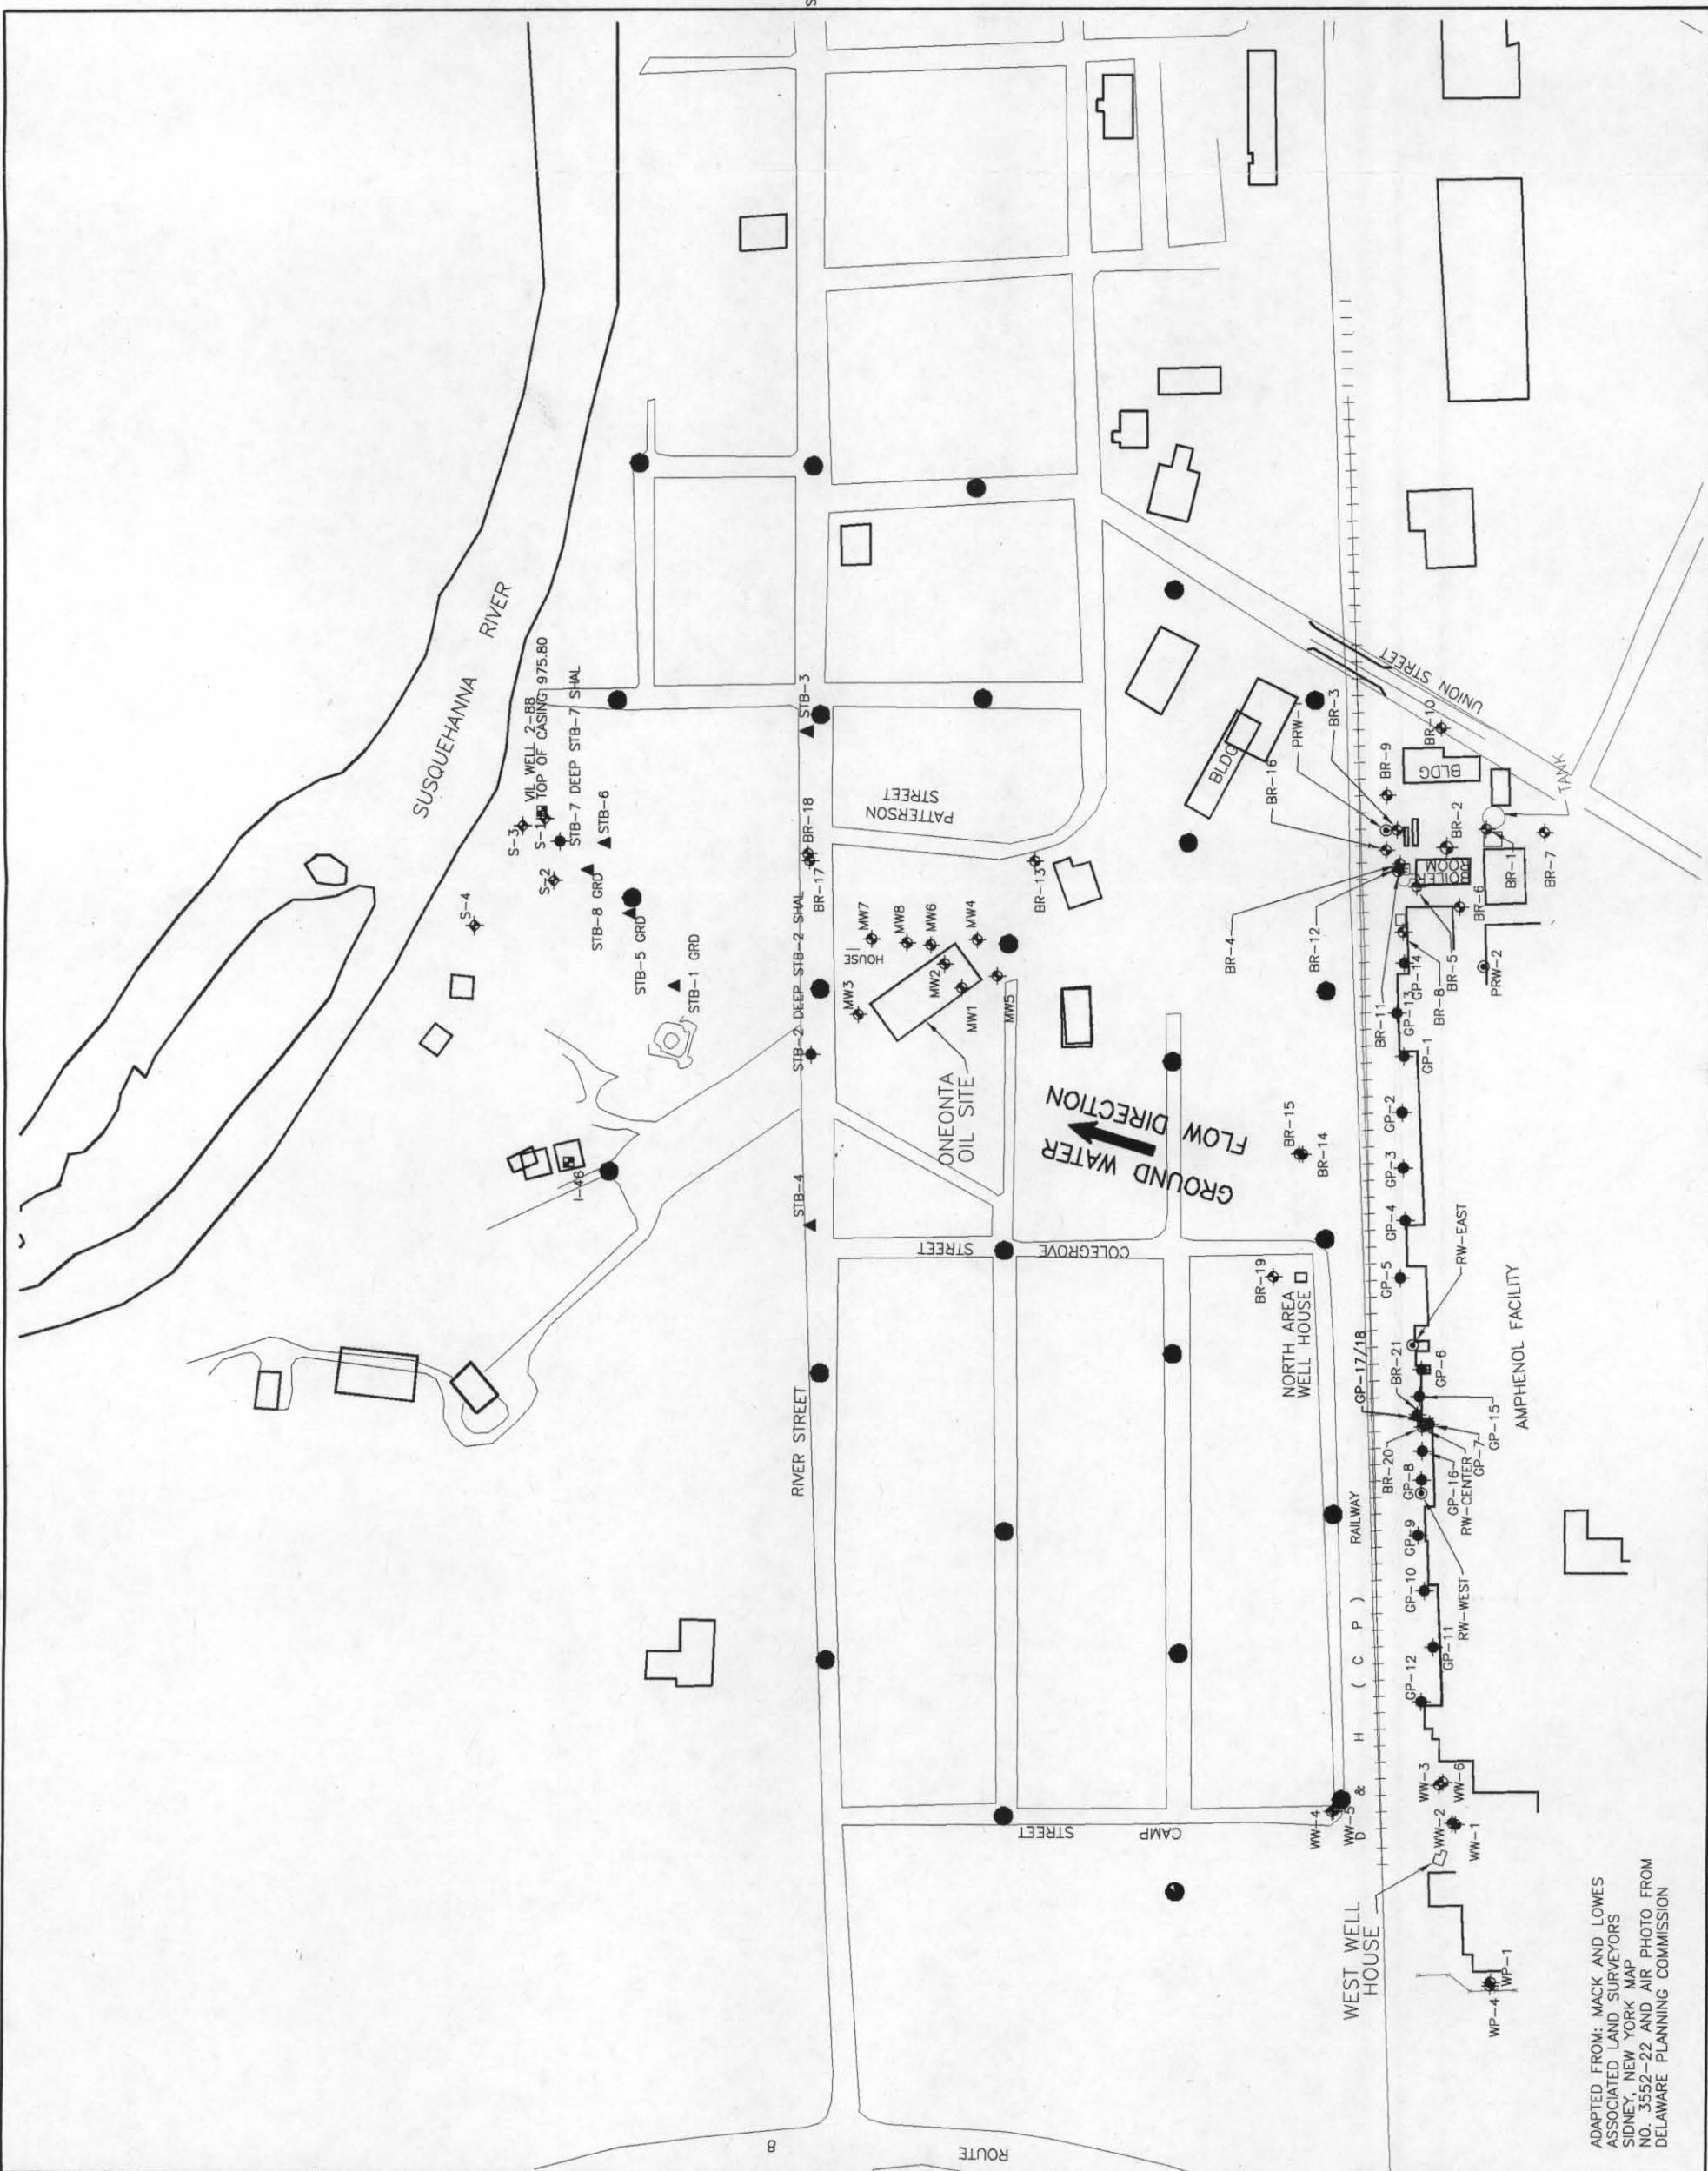 SUSQUEHANNA RIVER
S-4
S-3
S-1
S-2
VIL WELL 2-88
TOP OF CASING 975.80
STB-7 DEEP STB-7 SHAL
STB-6
STB-8 GRD
STB-5 GRD
STB-1 GRD
I-46
STB-4
STB-2 DEEP STB-2 SHAL
BR-17
BR-18
STB-3
RIVER STREET
PATTERSON
STREET
HOUSE
MW3
MW7
MW8
MW6
MW4
MW2
MW1
MW5
BR-13
ONEONTA
OIL SITE
GROUND WATER
FLOW DIRECTION
COLEGROVE
STREET
CAMP
STREET
ROUTE
8
BR-15
BR-14
BR-19
NORTH AREA
WELL HOUSE
BLDG
BR-16
PRW-1
BR-3
BR-4
BR-12
BR-11
BR-9
BR-10
UNION STREET
BLDG
TANK
BR-2
BOILER
ROOM
BR-1
BR-7
BR-6
BR-5
BR-8
PRW-2
GP-14
GP-13
GP-1
GP-2
GP-3
GP-4
GP-5
RW-EAST
GP-17/18
BR-21
GP-6
GP-15
GP-7
RW-CENTER
GP-16
BR-20
GP-8
GP-9
RW-WEST
GP-10
GP-11
GP-12
D & H ( C P ) RAILWAY
AMPHENOL FACILITY
WW-4
WW-5
WW-3
WW-6
WW-2
WW-1
WEST WELL
HOUSE
WP-4
WP-1
ADAPTED FROM: MACK AND LOWES
ASSOCIATED LAND SURVEYORS
SIDNEY, NEW YORK MAP
NO. 3552-22 AND AIR PHOTO FROM
DELAWARE PLANNING COMMISSION